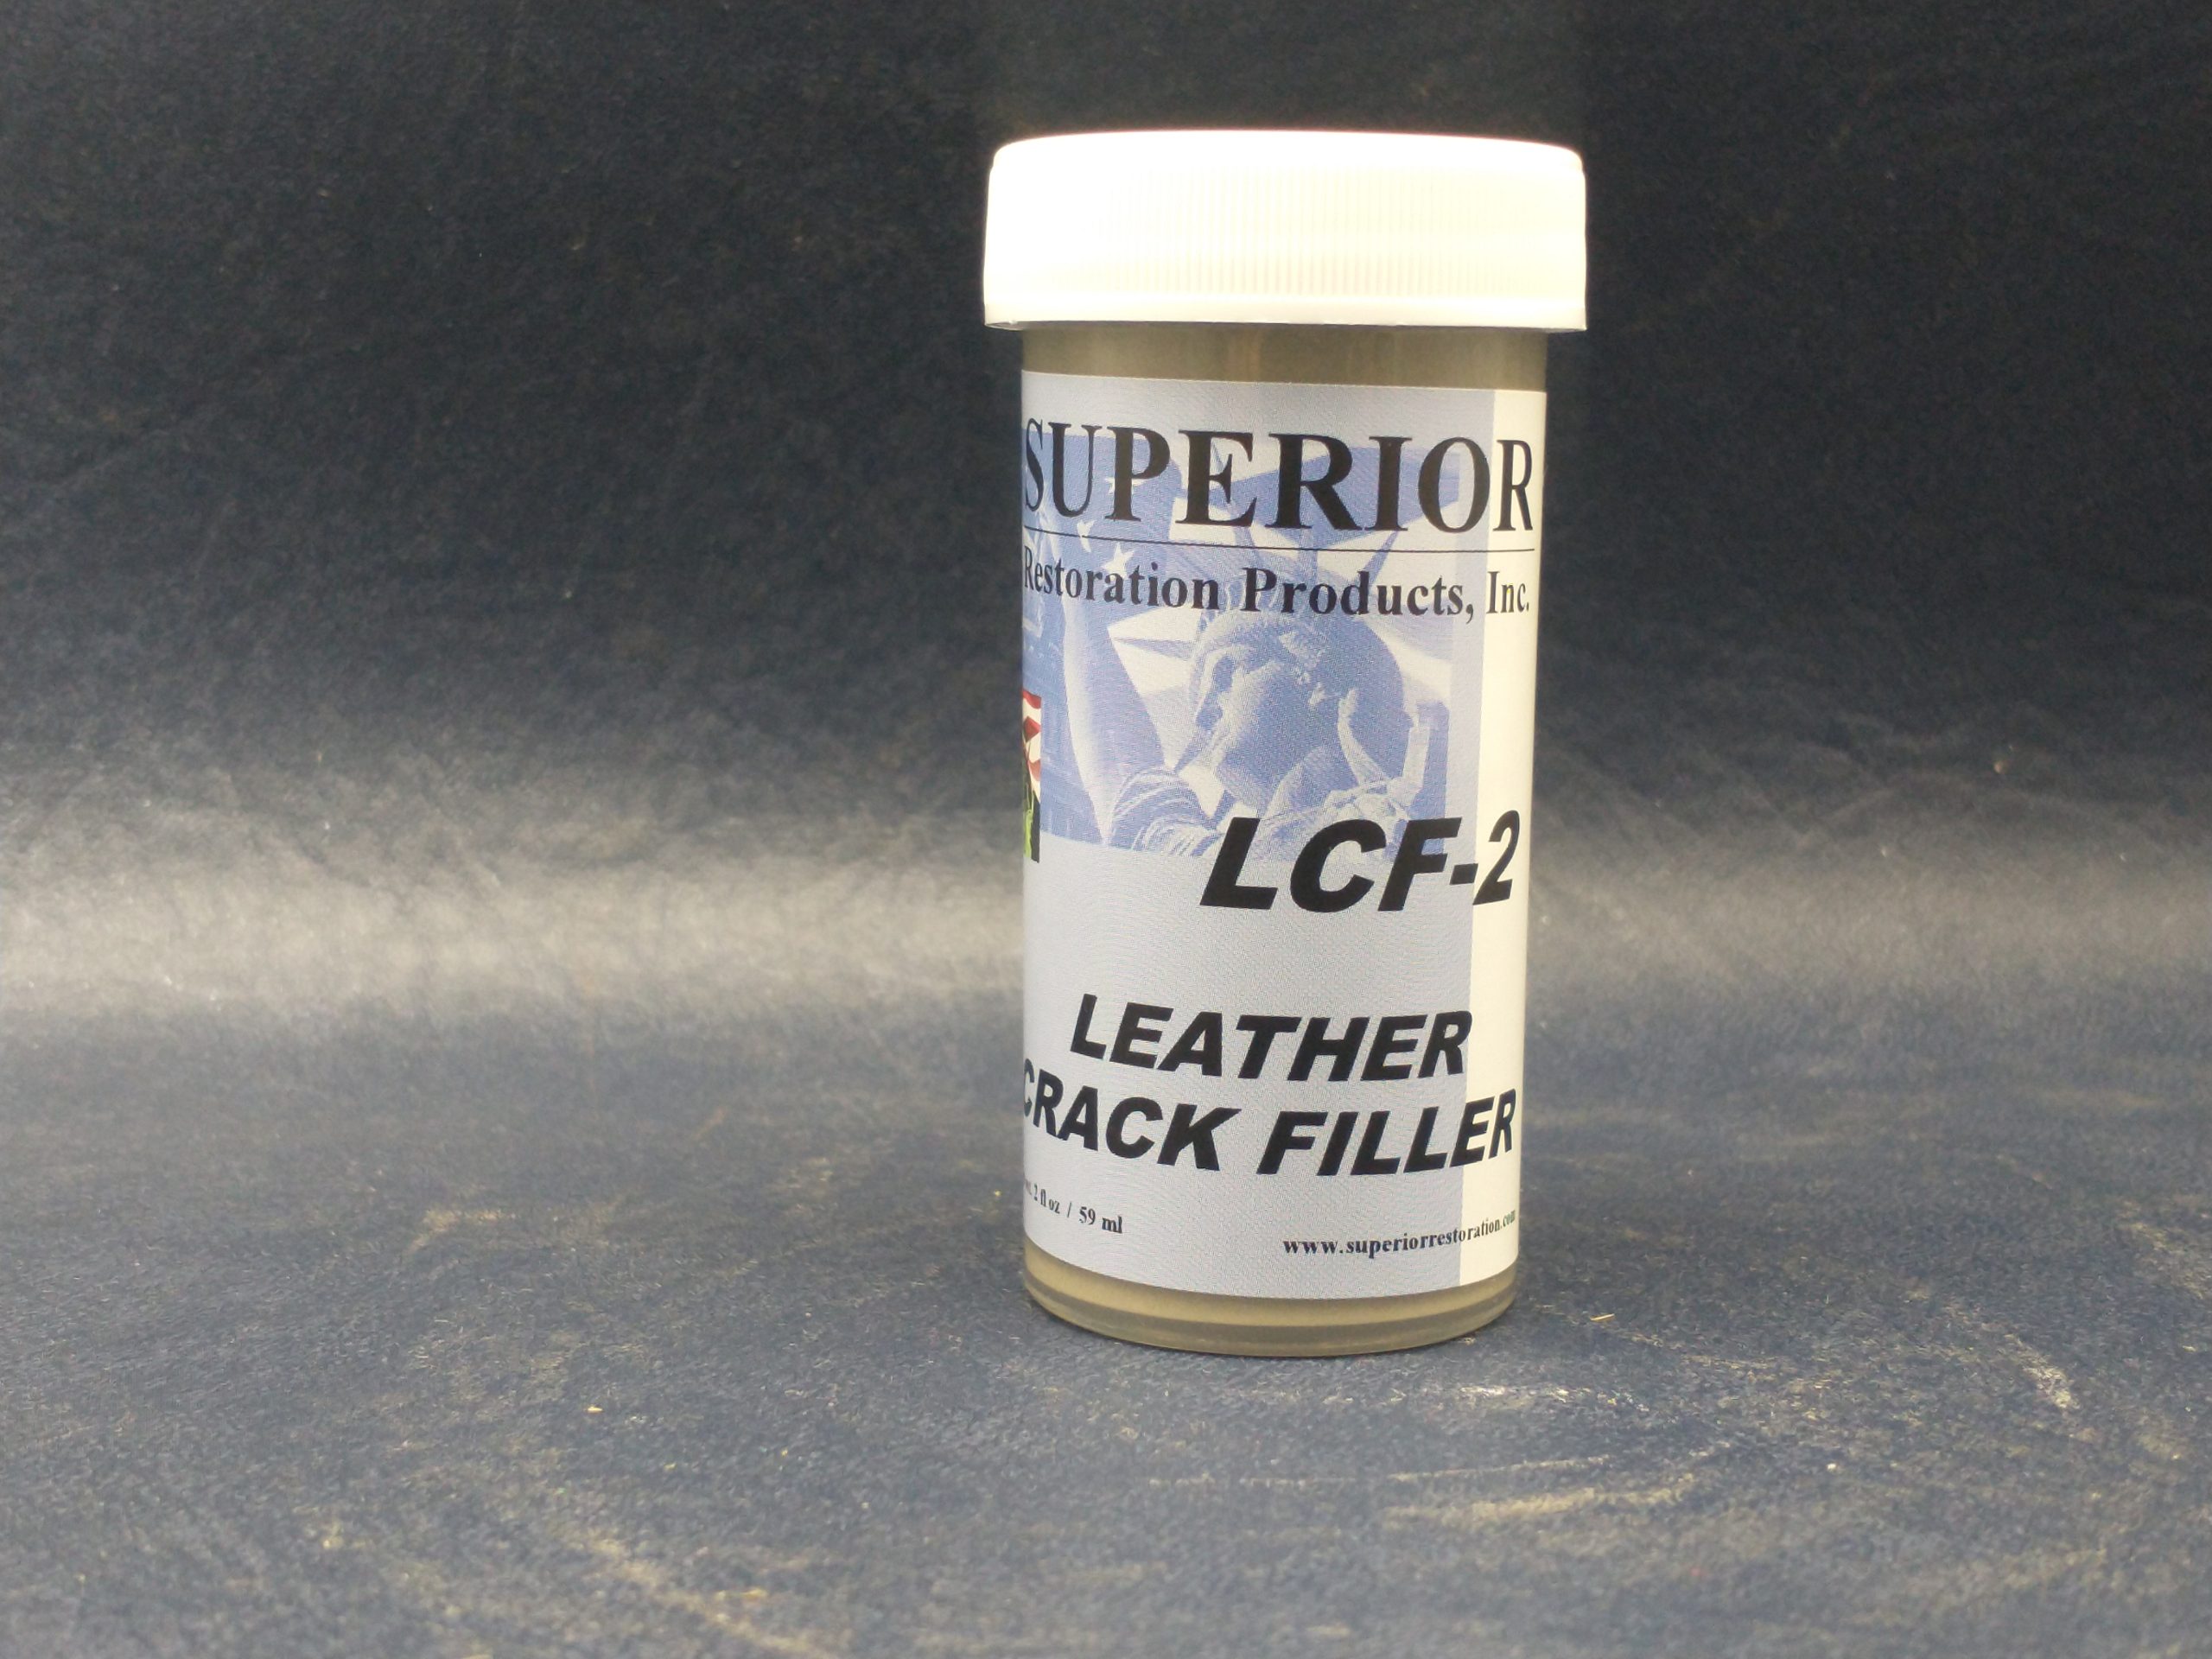 SUPERIOR
Restoration Products, Inc.
LCF-2
LEATHER
CRACK FILLER
2 fl oz / 59 ml
www.superiorrestoration.com